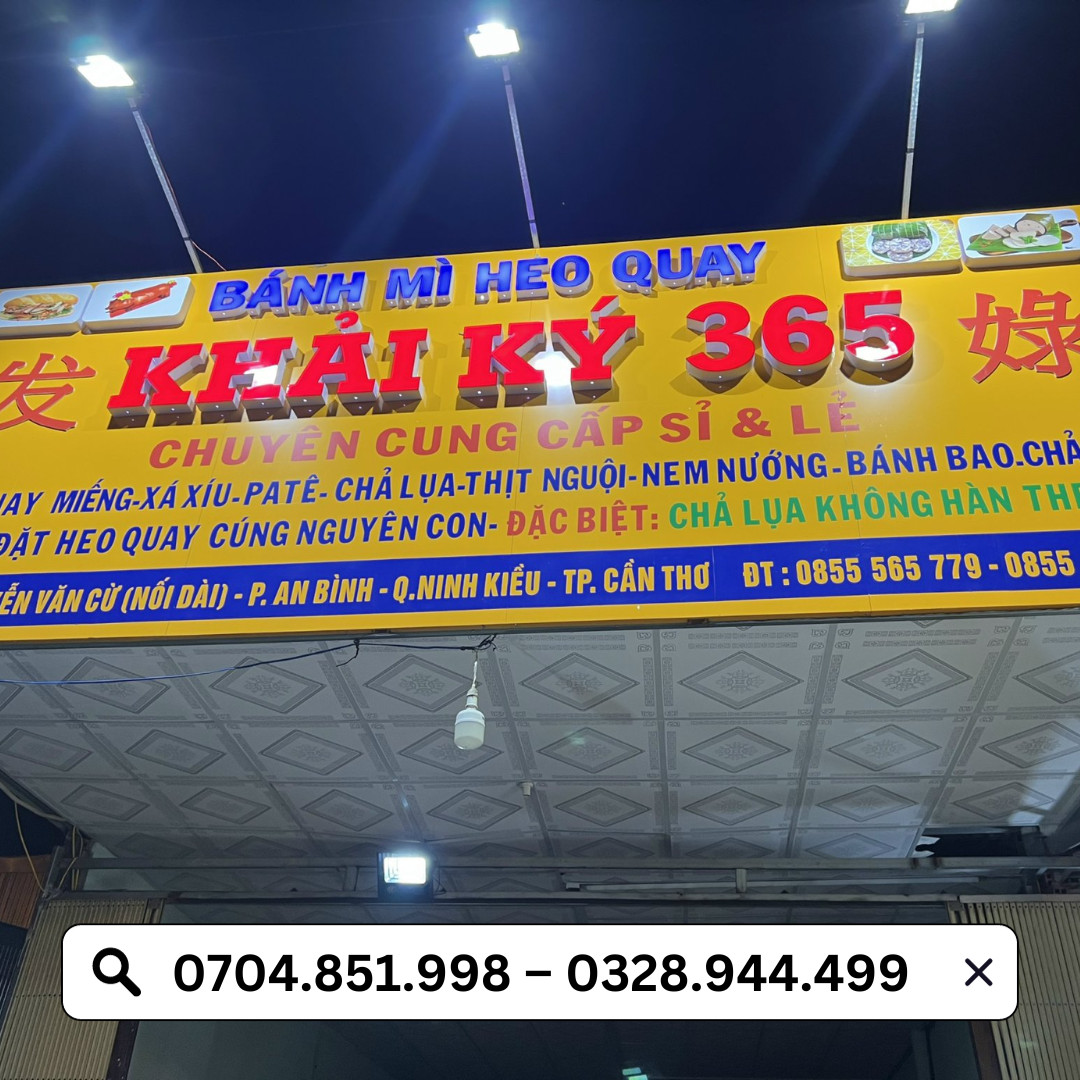 BÁNH MÌ HEO QUAY
发 KHẢI KÝ 365
CHUYÊN CUNG CẤP SỈ & LẺ
MIẾNG-XÁ XÍU-PATÊ- CHẢ LỤA-THỊT NGUỘI-NEM NƯỚNG-BÁNH BAO-CHẢ
ĐẶT HEO QUAY CÚNG NGUYÊN CON- ĐẶC BIỆT: CHẢ LỤA KHÔNG HÀN
VĂN CỪ (NỐI DÀI) - P. AN BÌNH - Q.NINH KIỀU - TP. CẦN THƠ ĐT : 0855 565 779 - 0855
0704.851.998 – 0328.944.499